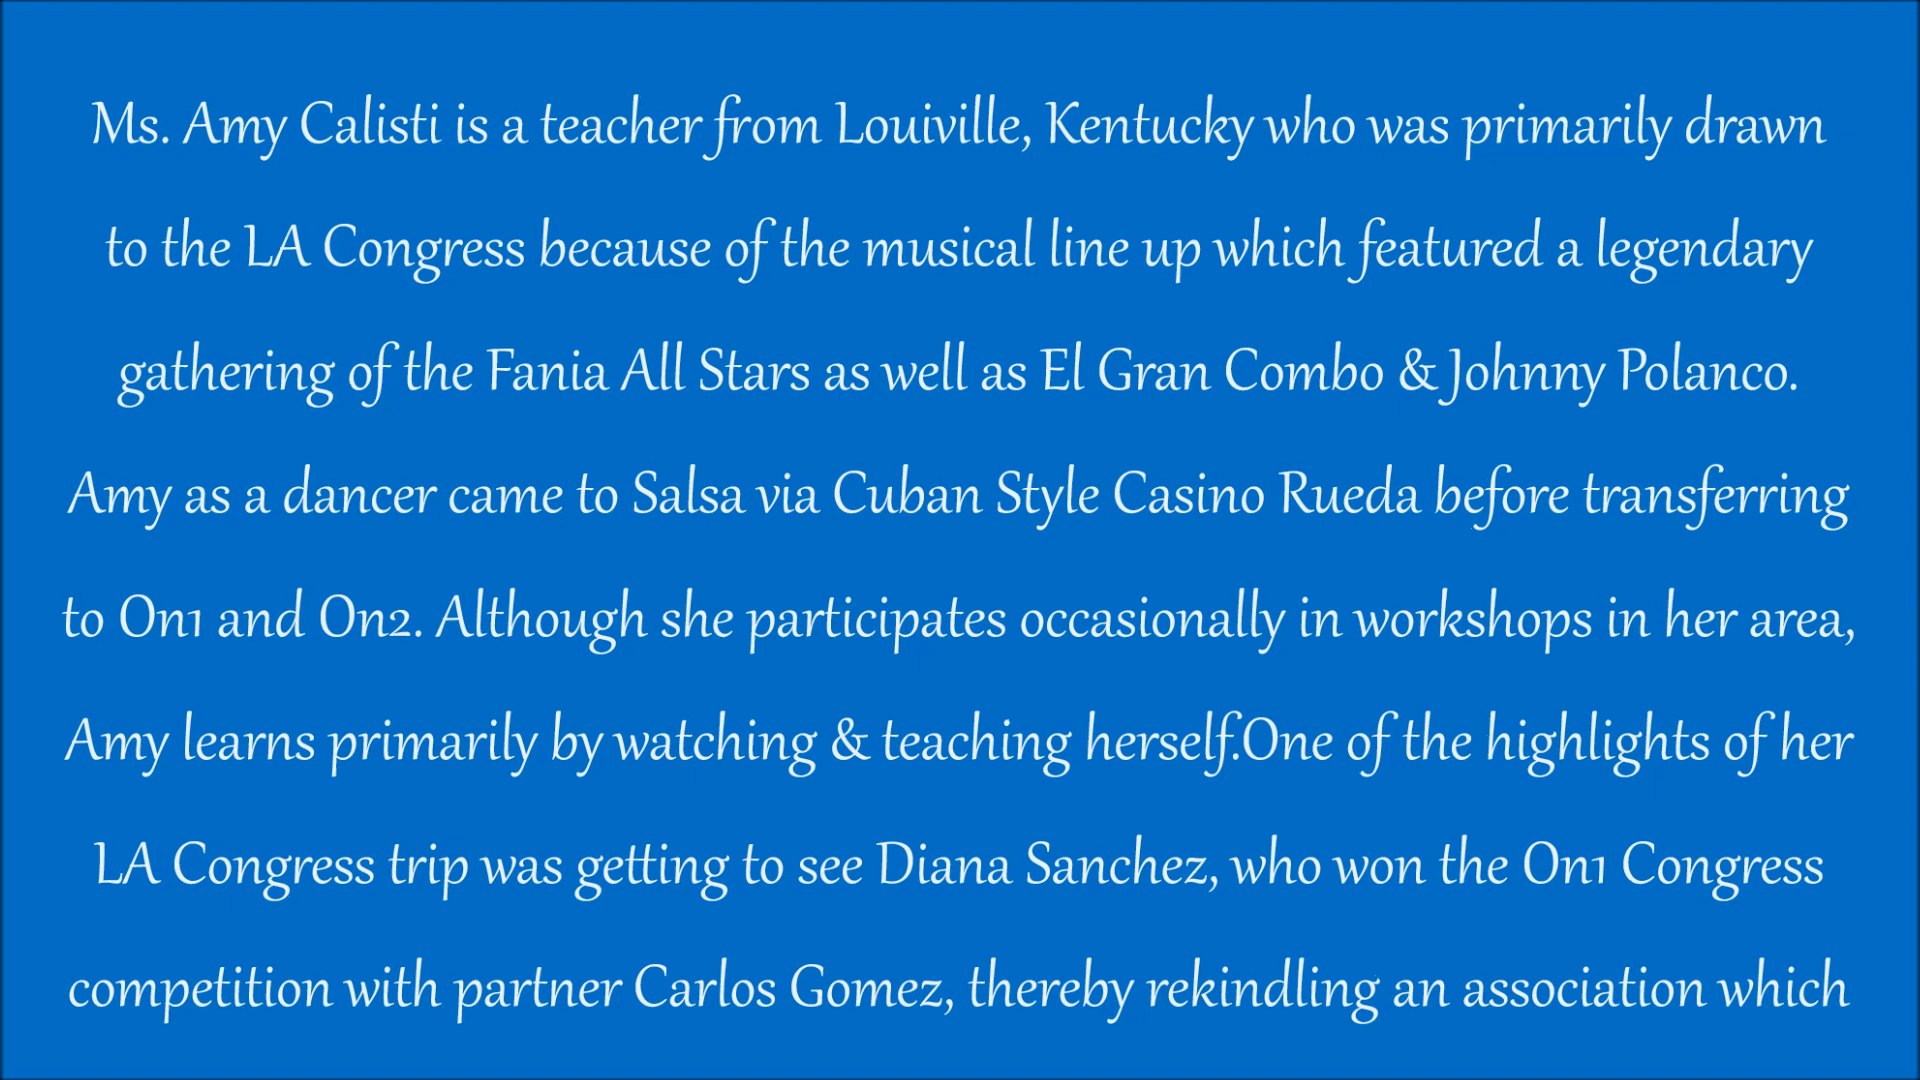 Ms. Amy Calisti is a teacher from Louiville, Kentucky who was primarily drawn
to the LA Congress because of the musical line up which featured a legendary
gathering of the Fania All Stars as well as El Gran Combo & Johnny Polanco.
Amy as a dancer came to Salsa via Cuban Style Casino Rueda before transferring
to On1 and On2. Although she participates occasionally in workshops in her area,
Amy learns primarily by watching & teaching herself.One of the highlights of her
LA Congress trip was getting to see Diana Sanchez, who won the On1 Congress
competition with partner Carlos Gomez, thereby rekindling an association which